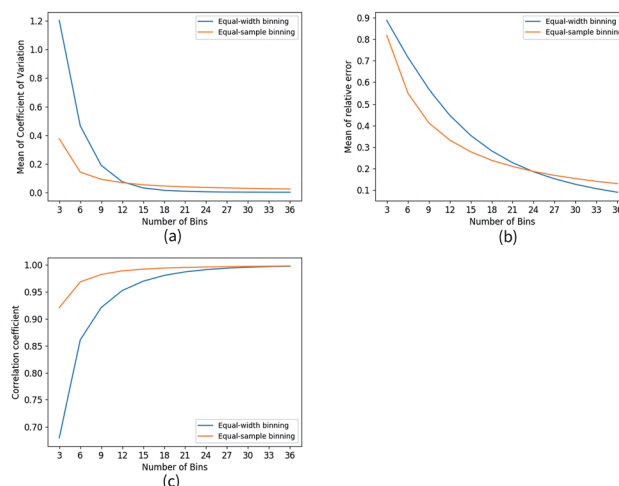 Mean of Coefficient of Variation
1.2
1.0
0.8
0.6
0.4
0.2
0.0
Equal-width binning
Equal-sample binning
3 6 9 12 15 18 21 24 27 30 33 36
Number of Bins
(a)
Mean of relative error
0.9
0.8
0.7
0.6
0.5
0.4
0.3
0.2
0.1
Equal-width binning
Equal-sample binning
3 6 9 12 15 18 21 24 27 30 33 36
Number of Bins
(b)
Correlation coefficient
1.00
0.95
0.90
0.85
0.80
0.75
0.70
Equal-width binning
Equal-sample binning
3 6 9 12 15 18 21 24 27 30 33 36
Number of Bins
(c)